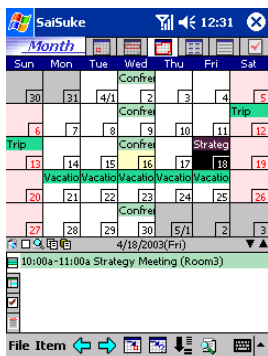 SaiSuke 12:31
Month
Sun Mon Tue Wed Thu Fri Sat
Confre
30 31 4/1 2 3 4 5
Confre Trip
6 7 8 9 10 11 12
Trip Confre Strateg
13 14 15 16 17 18 19
Vacatio Vacatio Vacatio Vacatio Vacatio
20 21 22 23 24 25 26
Confre
27 28 29 30 5/1 2 3
4/18/2003(Fri)
10:00a-11:00a Strategy Meeting (Room3)
File Item